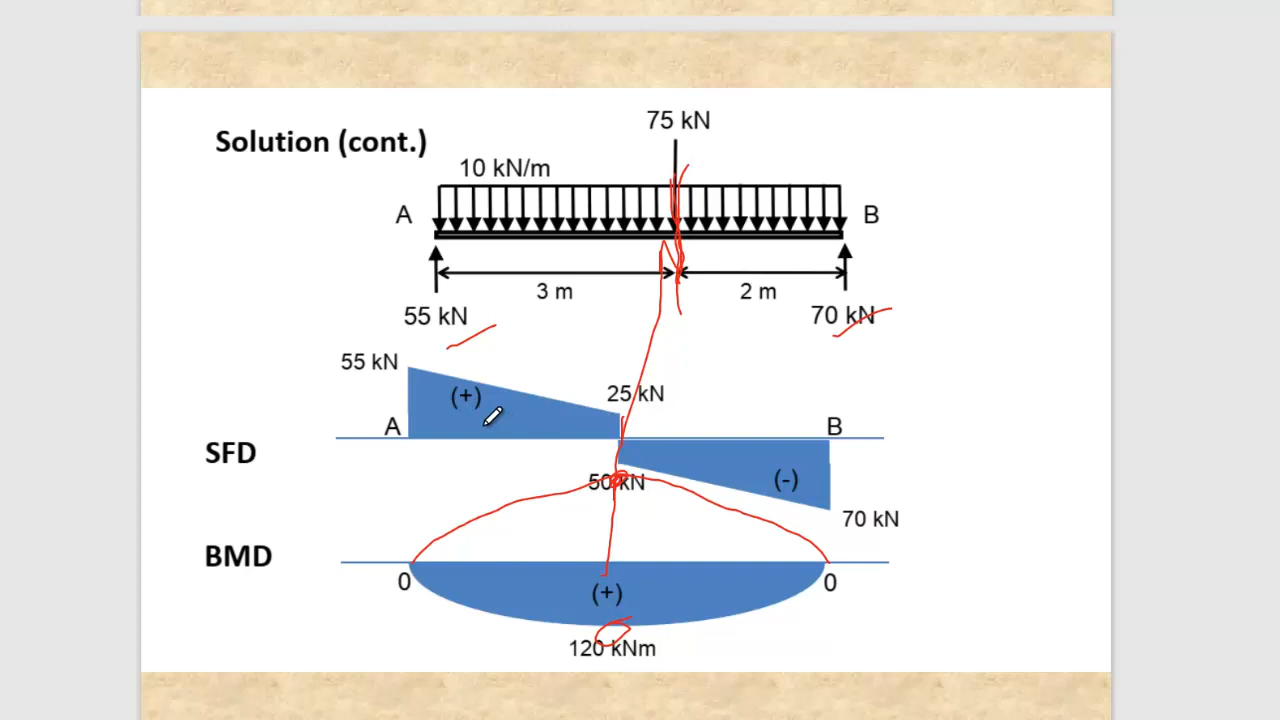 75 kN
Solution (cont.)
10 kN/m
A
B
3 m
2 m
55 kN
70 kN
55 kN
(+)
25 kN
A
B
SFD
50 kN
(-)
70 kN
BMD
0
(+)
0
120 kNm